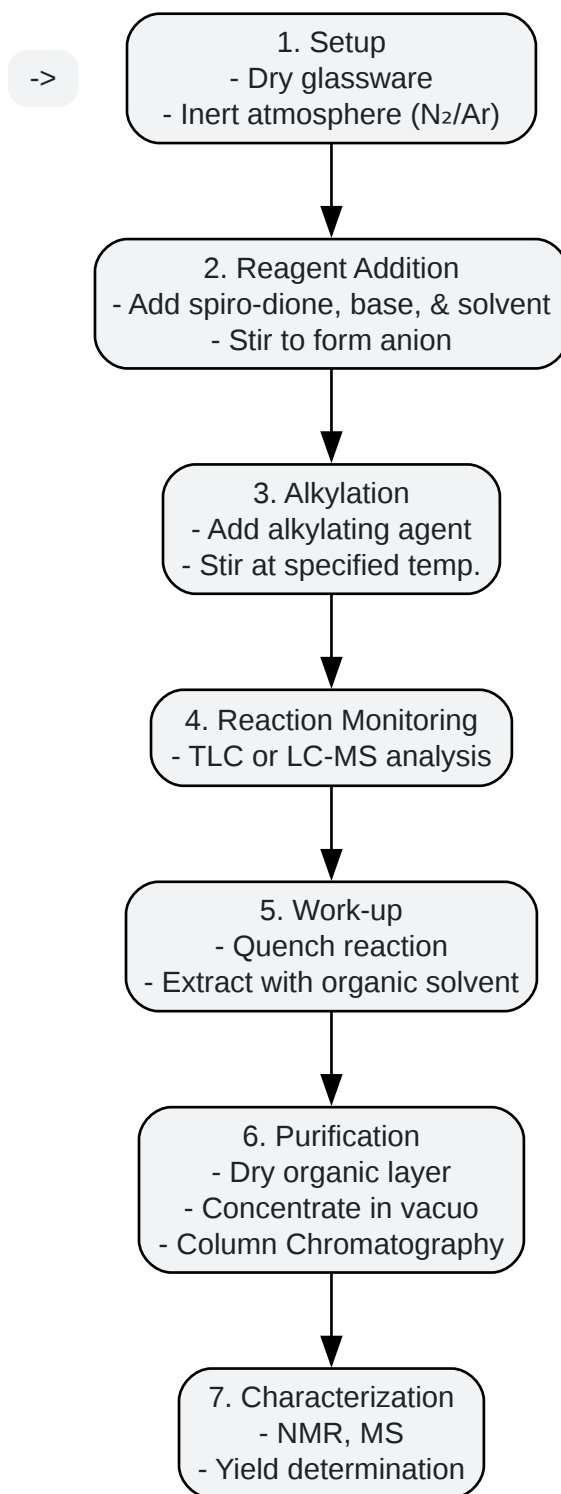 ->
1. Setup
- Dry glassware
- Inert atmosphere (N₂/Ar)
2. Reagent Addition
- Add spiro-dione, base, & solvent
- Stir to form anion
3. Alkylation
- Add alkylating agent
- Stir at specified temp.
4. Reaction Monitoring
- TLC or LC-MS analysis
5. Work-up
- Quench reaction
- Extract with organic solvent
6. Purification
- Dry organic layer
- Concentrate in vacuo
- Column Chromatography
7. Characterization
- NMR, MS
- Yield determination